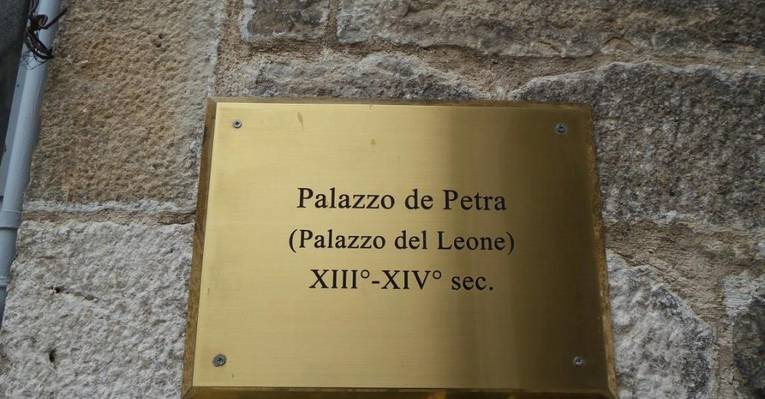 Palazzo de Petra
(Palazzo del Leone)
XIII°-XIV° sec.